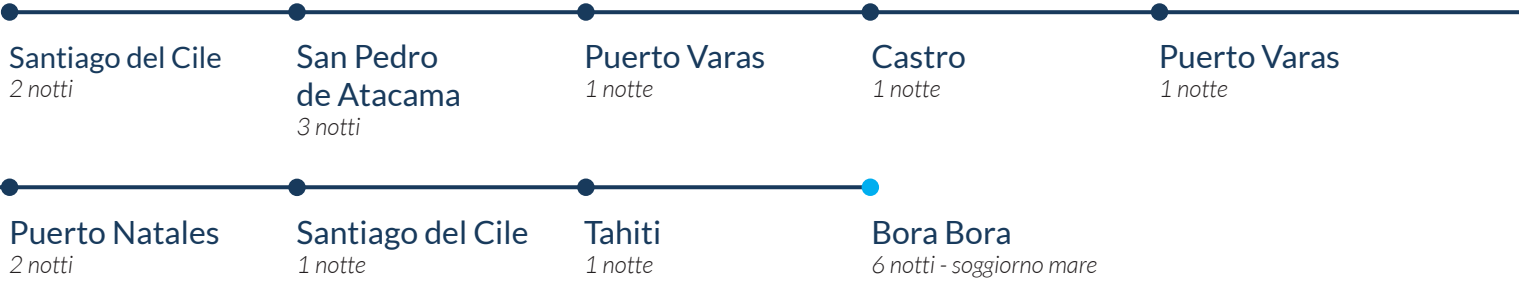 Santiago del Cile
2 notti
San Pedro
de Atacama
3 notti
Puerto Varas
1 notte
Castro
1 notte
Puerto Varas
1 notte
Puerto Natales
2 notti
Santiago del Cile
1 notte
Tahiti
1 notte
Bora Bora
6 notti - soggiorno mare